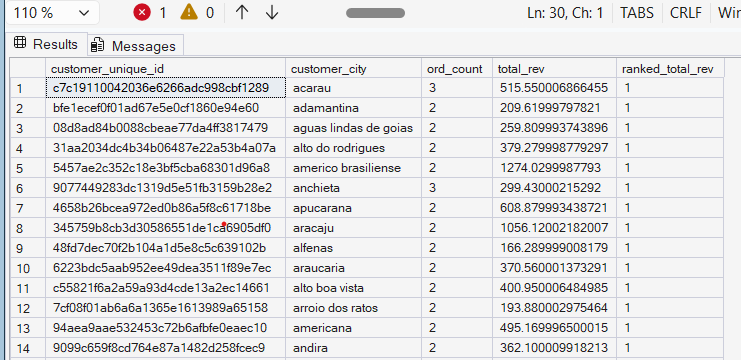 110 % 1 0 Ln: 30, Ch: 1 TABS CRLF Win
Results Messages
customer_unique_id customer_city ord_count total_rev ranked_total_rev
1 c7c19110042036e6266adc998cbf1289 acarau 3 515.550006866455 1
2 bfe1ecef0f01ad67e5e0cf1860e94e60 adamantina 2 209.61999797821 1
3 08d8ad84b0088cbeae77da4ff3817479 aguas lindas de goias 2 259.809993743896 1
4 31aa2034dc4b34b06487e22a53b4a07a alto do rodrigues 2 379.279998779297 1
5 5457ae2c352c18e3bf5cba68301d96a8 americo brasiliense 2 1274.0299987793 1
6 9077449283dc1319d5e51fb3159b28e2 anchieta 3 299.43000215292 1
7 4658b26bcea972ed0b86a5f8c61718be apucarana 2 608.879993438721 1
8 345759b8cb3d30586551de1ca6905df0 aracaju 2 1056.12002182007 1
9 48fd7dec70f2b104a1d5e8c5c639102b alfenas 2 166.289999008179 1
10 6223bdc5aab952ee49dea3511f89e7ec araucaria 2 370.560001373291 1
11 c55821f6a2a59a93d4cde13a2ec14661 alto boa vista 2 400.950006484985 1
12 7cf08f01ab6a6a1365e1613989a65158 arroio dos ratos 2 193.880002975464 1
13 94aea9aae532453c72b6afbfe0eaec10 americana 2 495.169996500015 1
14 9099c659f8cd764e87a1482d258fcec9 andira 2 362.100009918213 1